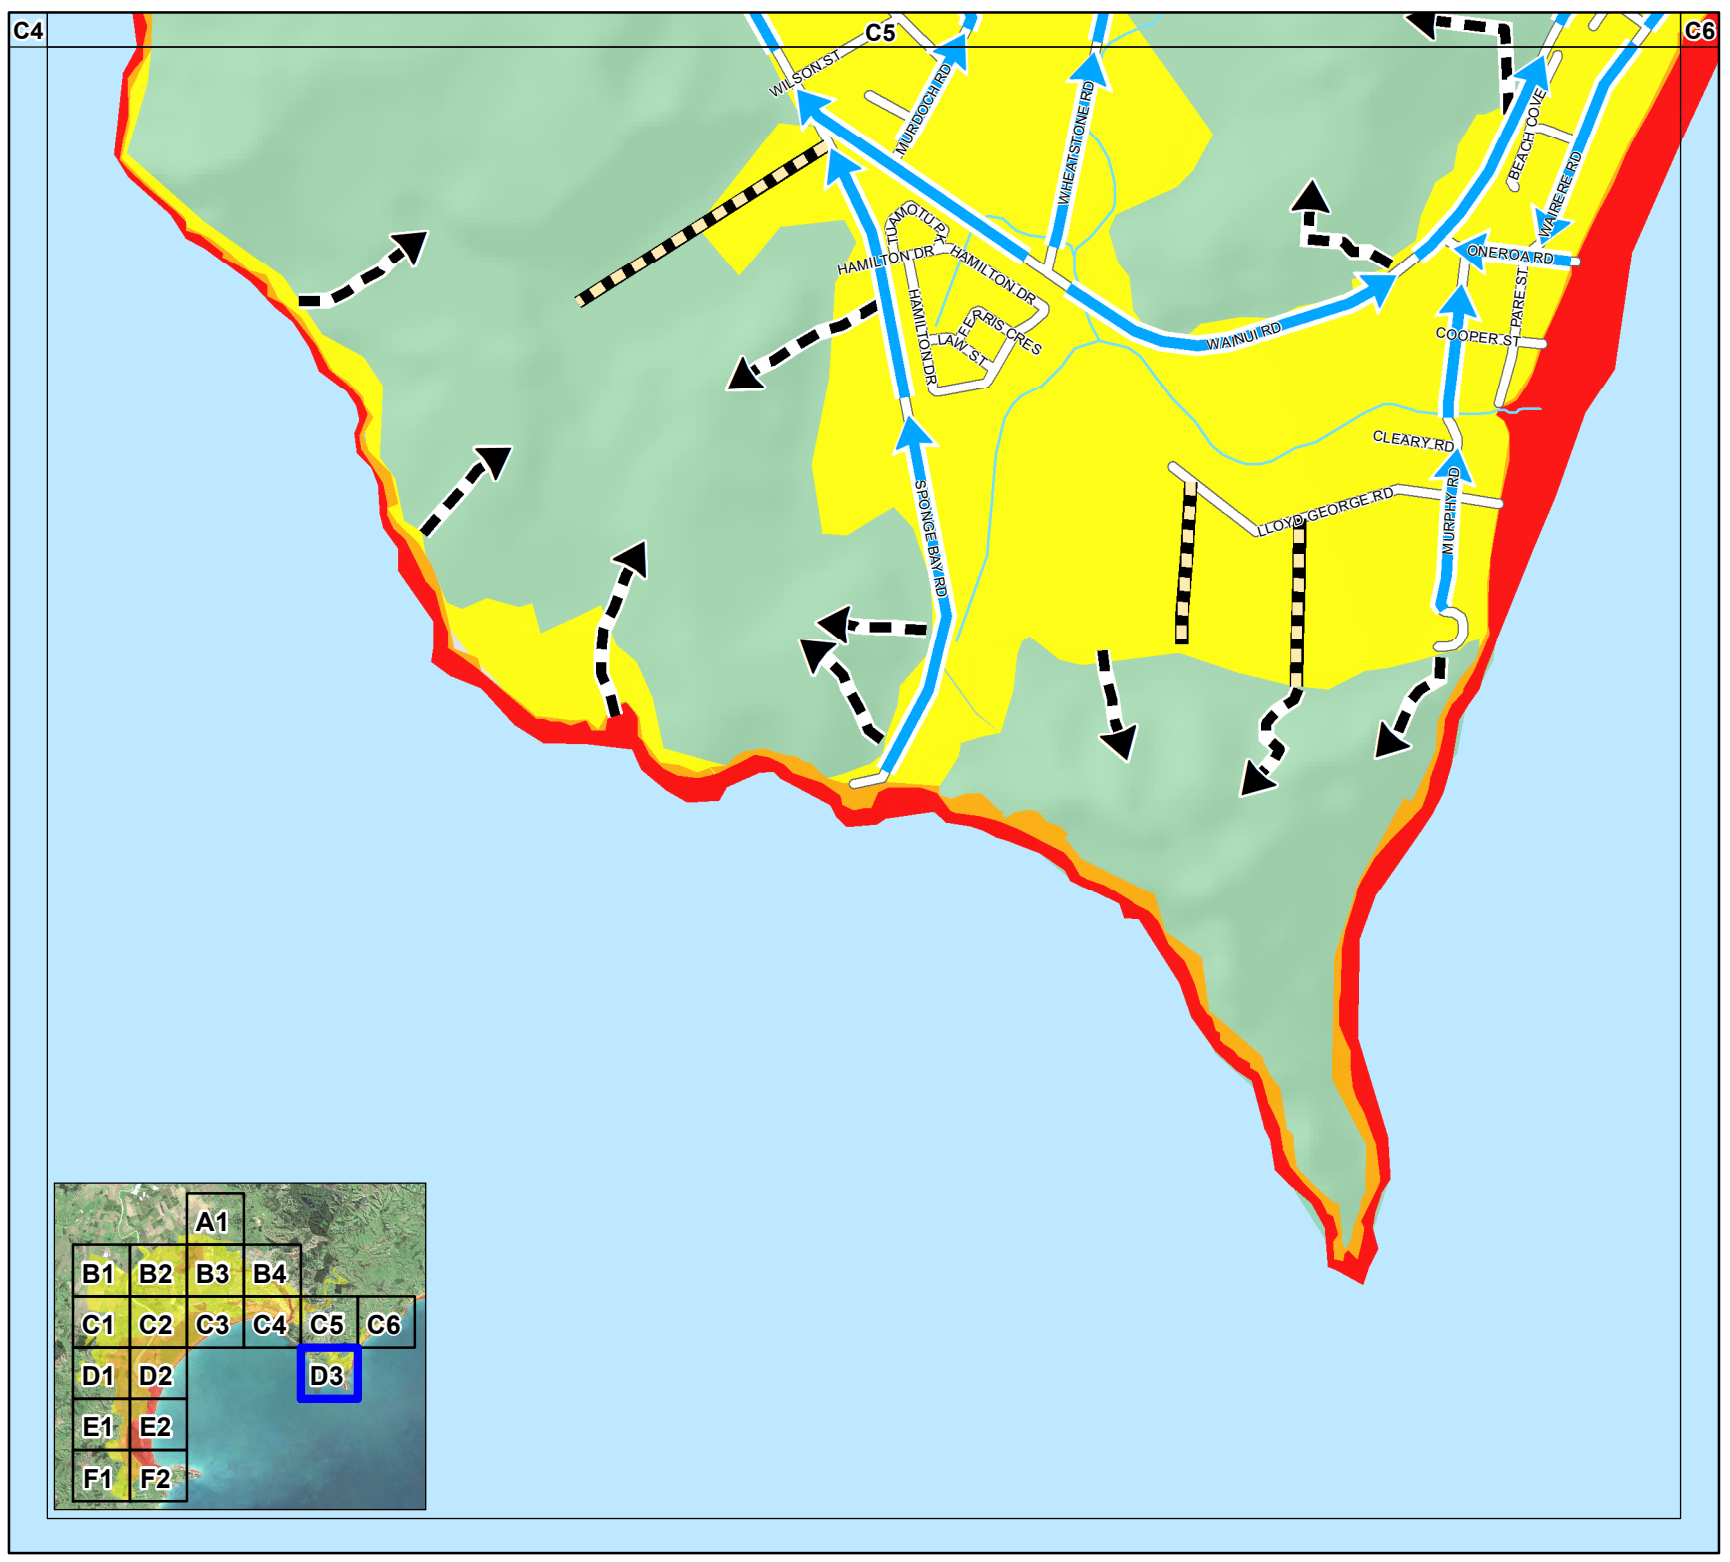 C4
C5
C6
WILSON ST
MURDOCH RD
WHEATSTONE RD
BEACH COVE
WAIRERE RD
TUAMOTU PL
HAMILTON DR
HAMILTON DR
HAMILTON DR
FERRIS CRES
LAW ST
ONEROA RD
PARE ST
COOPER ST
WAINUI RD
CLEARY RD
MURPHY RD
LLOYD GEORGE RD
SPONGE BAY RD
A1
B1 B2 B3 B4
C1 C2 C3 C4 C5 C6
D1 D2 D3
E1 E2
F1 F2